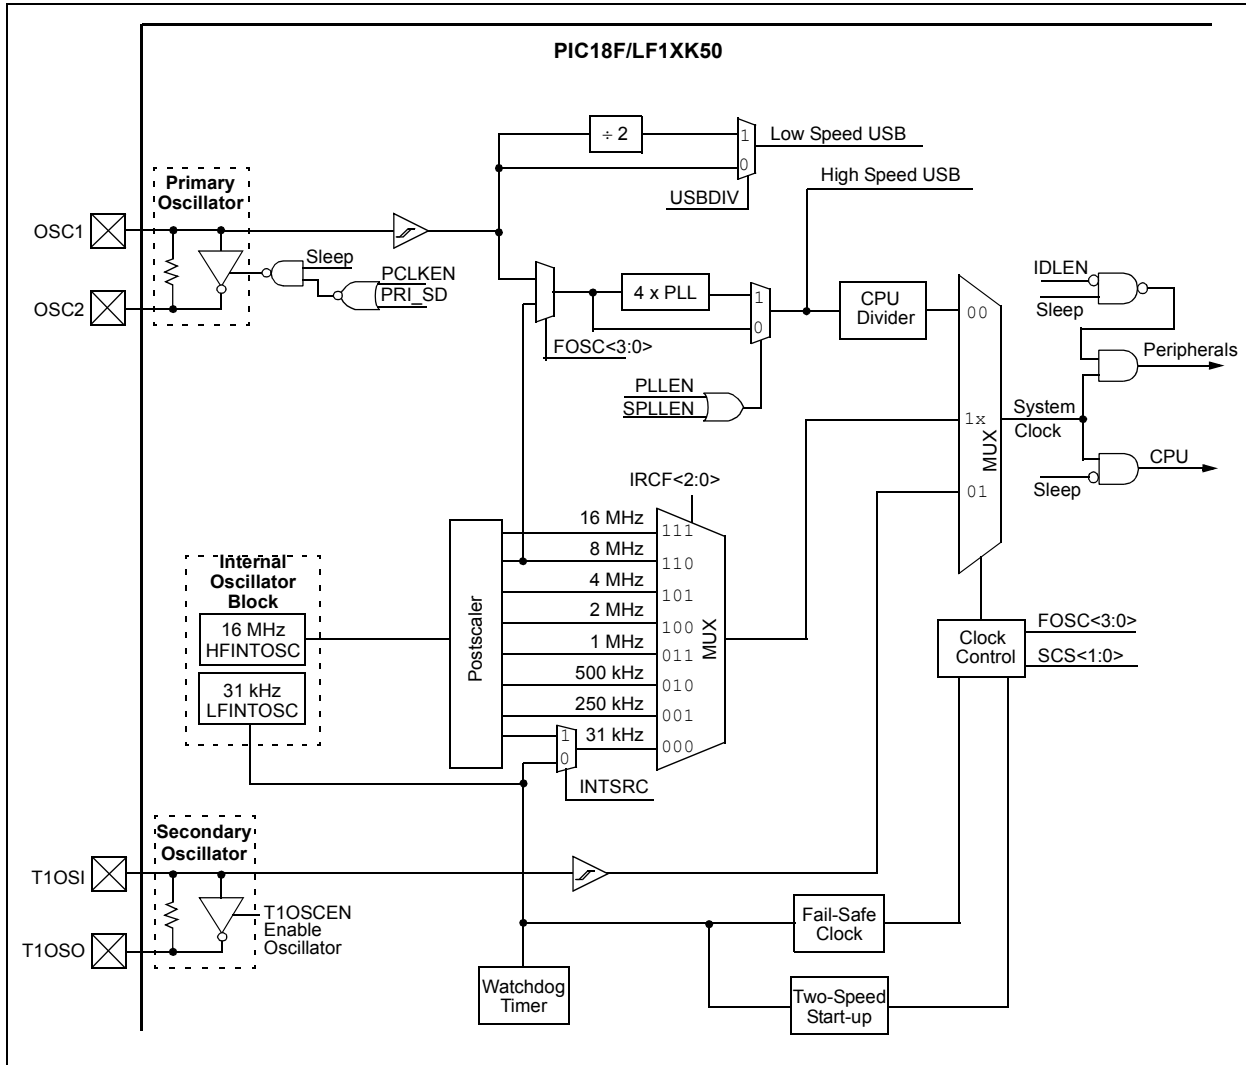 PIC18F/LF1XK50
÷ 2
1
0
Low Speed USB
USBDIV
High Speed USB
Primary
Oscillator
OSC1
OSC2
Sleep
PCLKEN
PRI_SD
4 x PLL
1
0
FOSC<3:0>
PLLEN
SPLLEN
CPU
Divider
00
1x
01
MUX
IDLEN
Sleep
Peripherals
System
Clock
CPU
Sleep
IRCF<2:0>
Internal
Oscillator
Block
16 MHz
HFINTOSC
31 kHz
LFINTOSC
Postscaler
16 MHz
111
8 MHz
110
4 MHz
101
2 MHz
100
1 MHz
011
500 kHz
010
250 kHz
001
31 kHz
000
MUX
1
0
INTSRC
Clock
Control
FOSC<3:0>
SCS<1:0>
Secondary
Oscillator
T1OSI
T1OSO
T1OSCEN
Enable
Oscillator
Fail-Safe
Clock
Watchdog
Timer
Two-Speed
Start-up